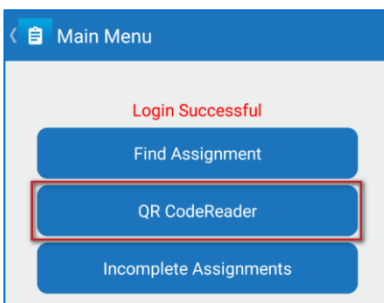 Main Menu
Login Successful
Find Assignment
QR CodeReader
Incomplete Assignments